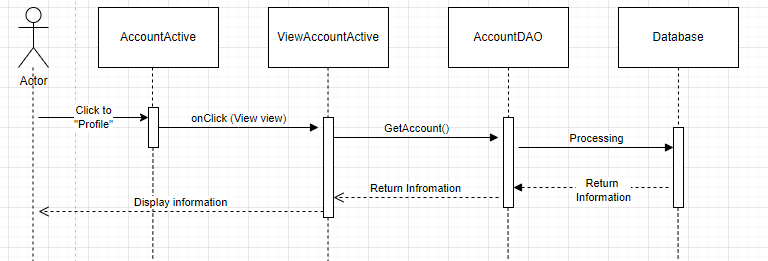 AccountActive
ViewAccountActive
AccountDAO
Database
Actor
Click to
"Profile"
onClick (View view)
GetAccount()
Processing
Return
Information
Return Infromation
Display information